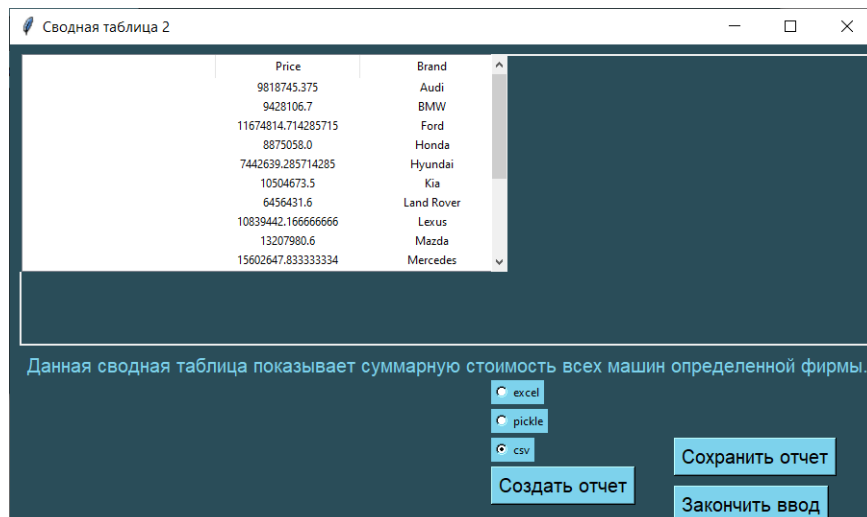 Сводная таблица 2
Price Brand
9818745.375 Audi
9428106.7 BMW
11674814.714285715 Ford
8875058.0 Honda
7442639.285714285 Hyundai
10504673.5 Kia
6456431.6 Land Rover
10839442.166666666 Lexus
13207980.6 Mazda
15602647.833333334 Mercedes
Данная сводная таблица показывает суммарную стоимость всех машин определенной фирмы.
excel
pickle
csv
Сохранить отчет
Создать отчет
Закончить ввод